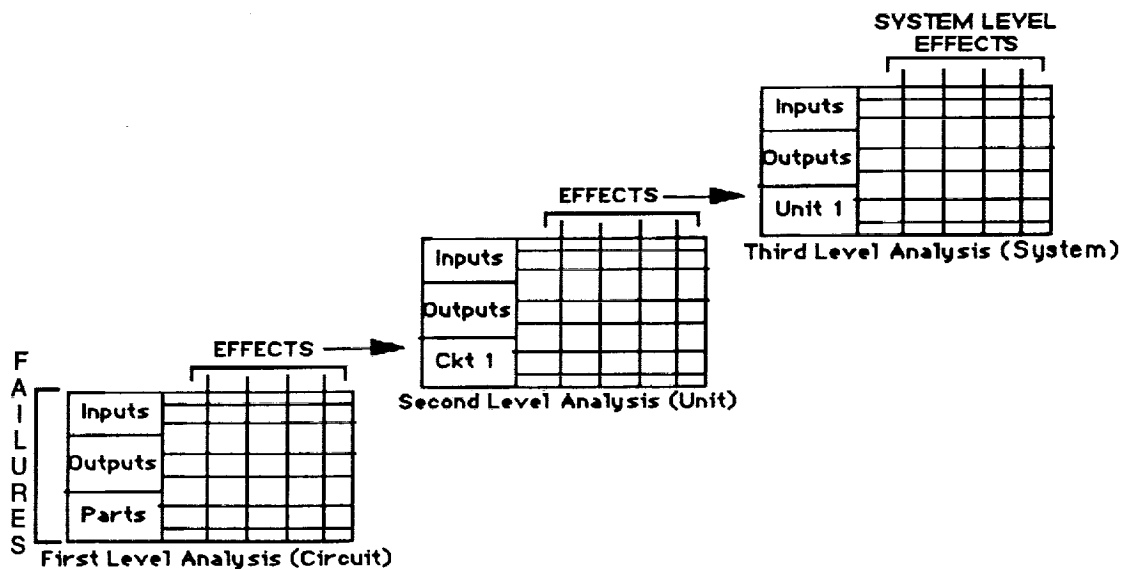 SYSTEM LEVEL
EFFECTS
Inputs
Outputs
Unit 1
Third Level Analysis (System)
EFFECTS
Inputs
Outputs
Ckt 1
Second Level Analysis (Unit)
EFFECTS
FAILURES
Inputs
Outputs
Parts
First Level Analysis (Circuit)